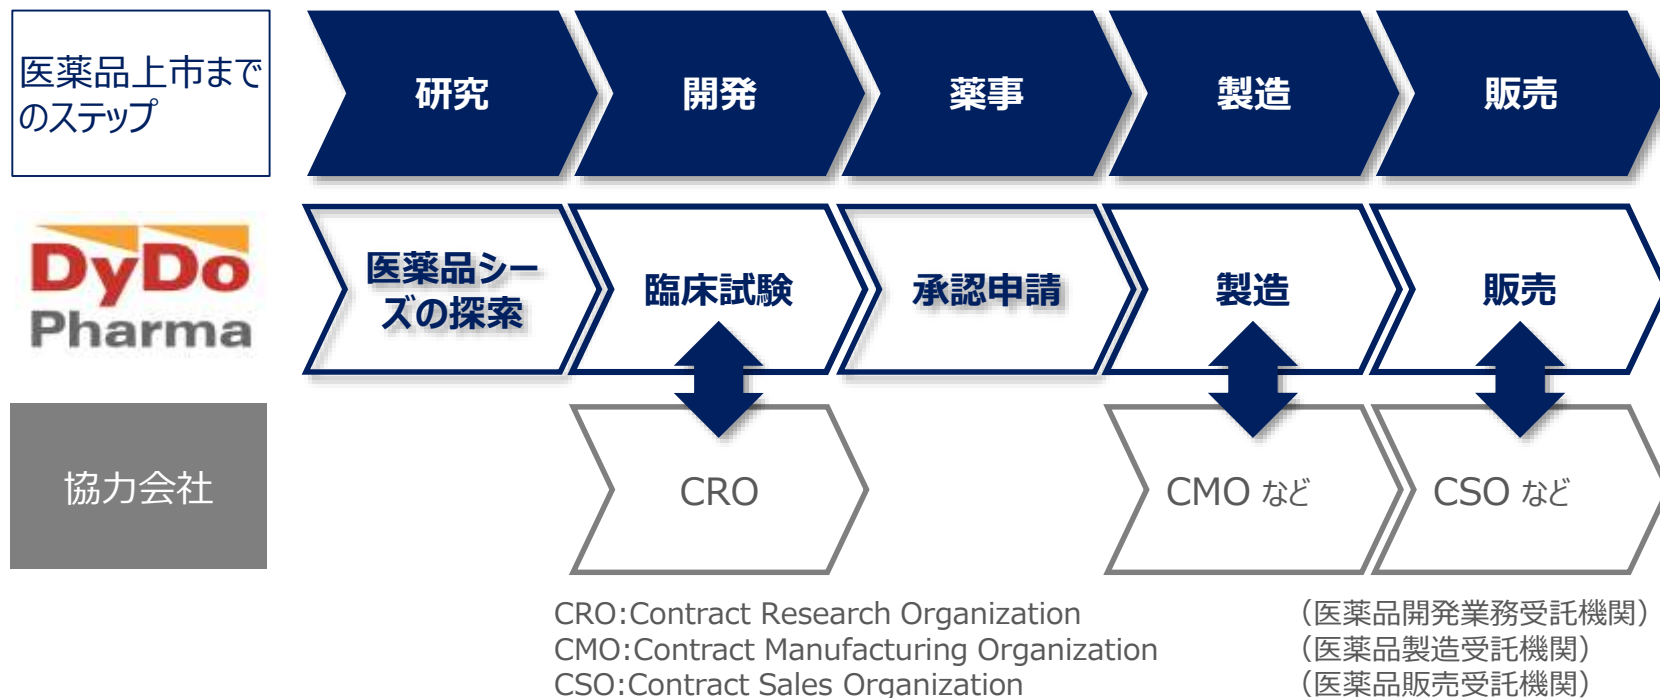 医薬品上市まで
のステップ
研究
開発
薬事
製造
販売
DyDo
Pharma
医薬品シー
ズの探索
臨床試験
承認申請
製造
販売
協力会社
CRO
CMO など
CSO など
CRO:Contract Research Organization （医薬品開発業務受託機関）
CMO:Contract Manufacturing Organization （医薬品製造受託機関）
CSO:Contract Sales Organization （医薬品販売受託機関）